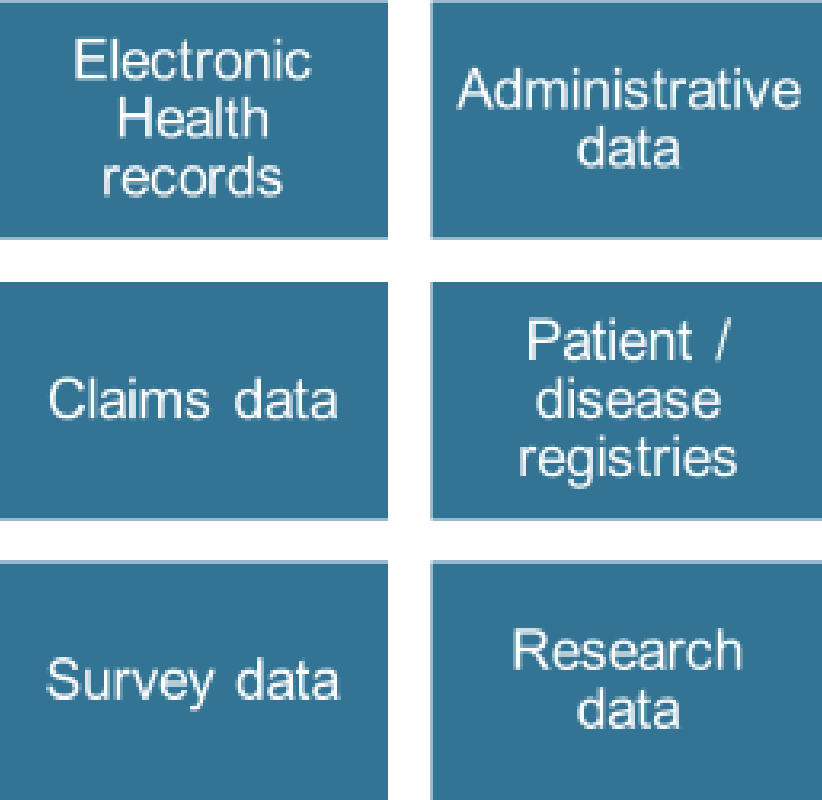 Electronic
Health
records
Administrative
data
Claims data
Patient /
disease
registries
Survey data
Research
data